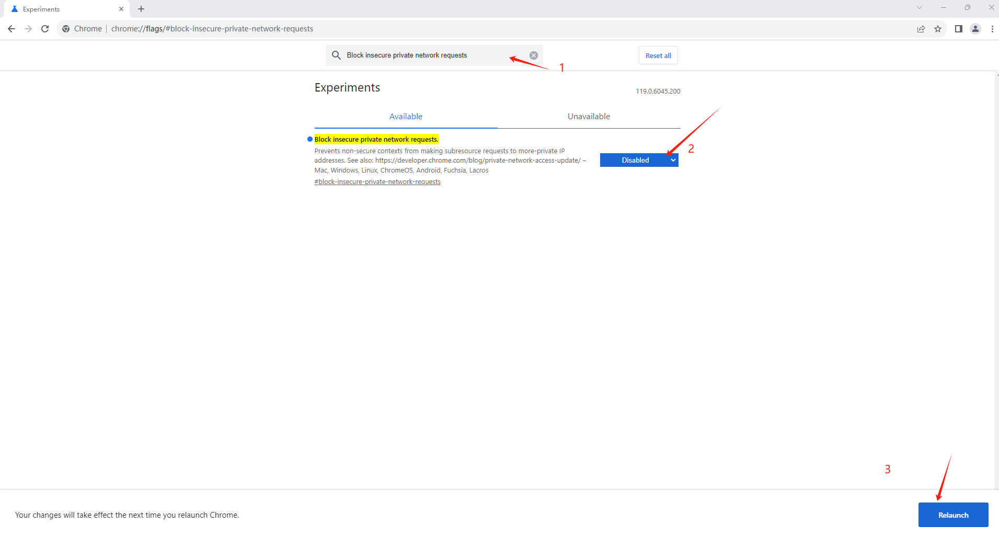 Experiments
Chrome
chrome://flags/#block-insecure-private-network-requests
Block insecure private network requests
Reset all
1
Experiments
119.0.6045.200
Available
Unavailable
Block insecure private network requests.
Prevents non-secure contexts from making subresource requests to more-private IP
addresses. See also: https://developer.chrome.com/blog/private-network-access-update/ –
Mac, Windows, Linux, ChromeOS, Android, Fuchsia, Lacros
#block-insecure-private-network-requests
Disabled
2
3
Your changes will take effect the next time you relaunch Chrome.
Relaunch